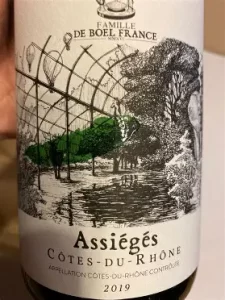 FAMILLE
DE BOEL FRANCE
Assiégés
CÔTES-DU-RHÔNE
APPELLATION CÔTES-DU-RHÔNE CONTRÔLÉE
2019